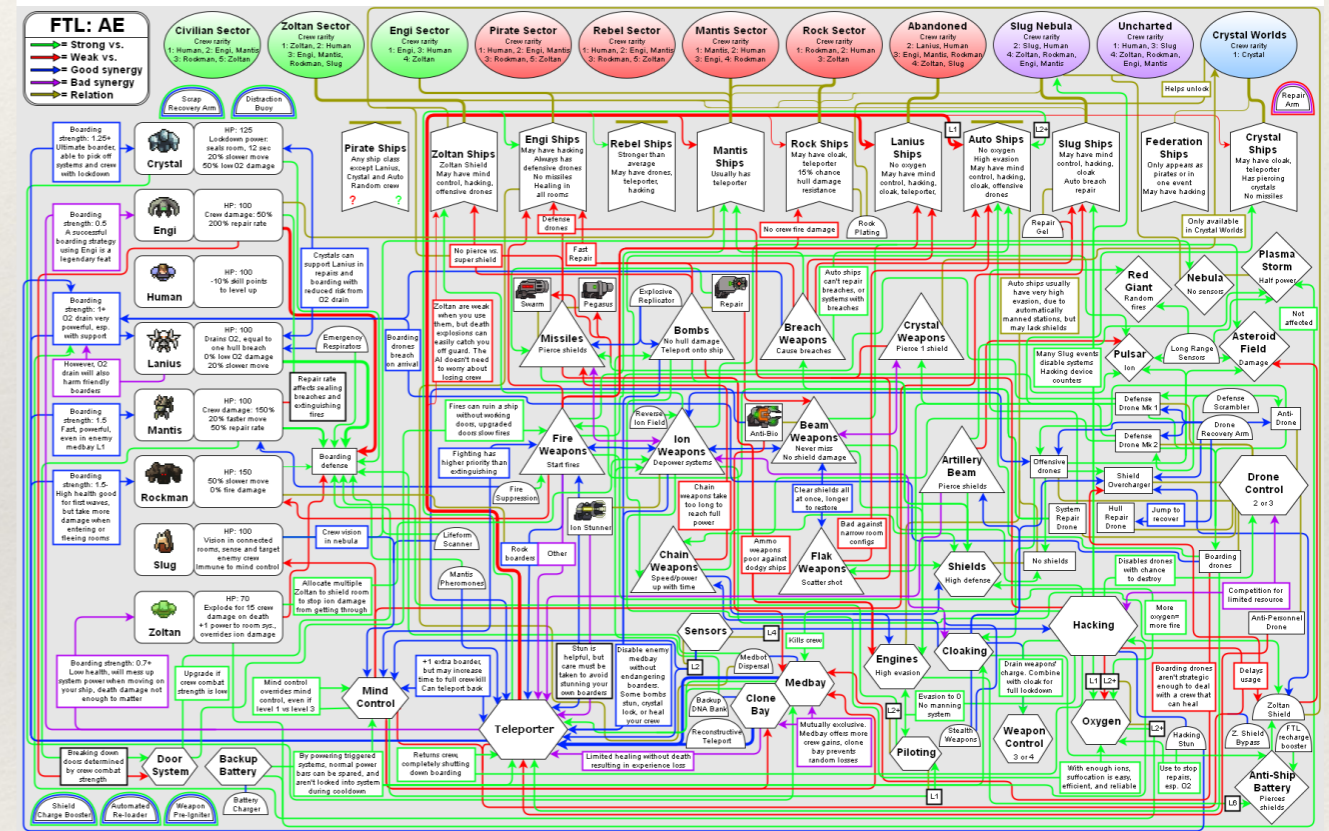 FTL: AE
= Strong vs.
= Weak vs.
= Good synergy
= Bad synergy
= Relation
Civilian Sector
Crew rarity
1: Human, 2: Engi, Mantis
3: Rockman, 5: Zoltan
Zoltan Sector
Crew rarity
1: Zoltan, 2: Human
3: Engi, Mantis,
Rockman, Slug
Engi Sector
Crew rarity
1: Engi, 3: Human
4: Zoltan
Pirate Sector
Crew rarity
1: Human, 2: Engi, Mantis
3: Rockman, 5: Zoltan
Rebel Sector
Crew rarity
1: Human, 2: Engi, Mantis
3: Rockman, 5: Zoltan
Mantis Sector
Crew rarity
1: Mantis, 2: Human
3: Engi, 4: Rockman
Rock Sector
Crew rarity
1: Rockman, 2: Human
3: Zoltan
Abandoned
Crew rarity
2: Lanius, Human
3: Engi, Mantis, Rockman
4: Zoltan, Slug
Slug Nebula
Crew rarity
2: Slug, Human
4: Zoltan, Rockman,
Engi, Mantis
Uncharted
Crew rarity
1: Human, 3: Slug
4: Zoltan, Rockman,
Engi, Mantis
Crystal Worlds
Crew rarity
1: Crystal
Scrap
Recovery Arm
Distraction
Buoy
Helps unlock
Repair
Arm
Boarding
strength: 1.25+
Ultimate boarder,
able to pick off
systems and crew
with lockdown
Crystal
HP: 125
Lockdown power:
seals room, 12 sec
20% slower move
50% low O2 damage
Pirate Ships
Any ship class
except Lanius,
Crystal and Auto
Random crew
? ?
Zoltan Ships
Zoltan Shield
May have mind
control, hacking,
offensive drones
Engi Ships
May have hacking
Always has
defensive drones
No missiles
Healing in
all rooms
Rebel Ships
Stronger than
average
May have drones,
teleporter,
hacking
Mantis
Ships
Usually has
teleporter
Rock Ships
May have cloak,
teleporter
15% chance
hull damage
resistance
Lanius
Ships
No oxygen
May have mind
control, hacking,
cloak, teleporter,
L1
Auto Ships
No oxygen
High evasion
May have mind
control, hacking,
cloak, offensive
drones
L2+
Slug Ships
May have mind
control, hacking,
cloak
Auto breach
repair
Federation
Ships
Only appears as
pirates or in
one event
May have hacking
Crystal
Ships
May have cloak,
teleporter
Has piercing
crystals
No missiles
Boarding
strength: 0.5
A successful
boarding strategy
using Engi is a
legendary feat
Engi
HP: 100
Crew damage: 50%
200% repair rate
Defense
drones
No crew fire damage
Rock
Plating
Repair
Gel
Only available
in Crystal Worlds
Human
HP: 100
-10% skill points
to level up
Crystals can
support Lanius in
repairs and
boarding with
reduced risk from
O2 drain
No pierce vs.
super shield
Fast
Repair
Auto ships
can't repair
breaches, or
systems with
breaches
Auto ships usually
have very high
evasion, due to
automatically
manned stations, but
may lack shields
Red
Giant
Random
fires
Nebula
No sensors
Plasma
Storm
Half power
Not
affected
Boarding
strength: 1+
O2 drain very
powerful, esp.
with support
Lanius
HP: 100
Drains O2, equal to
one hull breach
0% low O2 damage
20% slower move
Emergency
Respirators
Zoltan are weak
when you use
them, but death
explosions can
easily catch you
off guard. The
AI doesn't need
to worry about
losing crew
Boarding
drones
breach
on arrival
Swarm
Pegasus
Explosive
Replicator
Repair
Missiles
Pierce shields
Bombs
No hull damage
Teleport onto ship
Breach
Weapons
Cause breaches
Crystal
Weapons
Pierce 1 shield
Many Slug events
disable systems
Hacking device
counters
Pulsar
Ion
Long Range
Sensors
Asteroid
Field
Damage
However, O2
drain will also
harm friendly
boarders
Repair rate
affects sealing
breaches and
extinguishing
fires
Boarding
strength: 1.5
Fast, powerful,
even in enemy
medbay L1
Mantis
HP: 100
Crew damage: 150%
20% faster move
50% repair rate
Fires can ruin a ship
without working
doors, upgraded
doors slow fires
Fire
Weapons
Start fires
Reverse
Ion Field
Ion
Weapons
Depower systems
Anti-Bio
Beam
Weapons
Never miss
No shield damage
Artillery
Beam
Pierce shields
Defense
Drone Mk 1
Defense
Scrambler
Anti-
Drone
Defense
Drone Mk 2
Drone
Recovery Arm
Boarding
defense
Fighting has
higher priority than
extinguishing
Offensive
drones
Shield
Overcharger
Drone
Control
2 or 3
Boarding
strength: 1.5-
High health good
for first waves,
but take more
damage when
entering or
fleeing rooms
Rockman
HP: 150
50% slower move
0% fire damage
Fire
Suppression
Ion Stunner
Chain
weapons take
too long to
reach full
power
Clear shields all
at once, longer
to restore
System
Repair
Drone
Hull
Repair
Drone
Jump to
recover
Slug
HP: 100
Vision in connected
rooms, sense and target
enemy crew
Immune to mind control
Crew vision
in nebula
Lifeform
Scanner
Rock
boarders
Other
Chain
Weapons
Speed/power
up with time
Ammo
weapons
poor against
dodgy ships
Flak
Weapons
Scatter shot
Bad against
narrow room
configs
Shields
High defense
No shields
Disables drones
with chance
to destroy
Boarding
drones
Mantis
Pheromones
Allocate multiple
Zoltan to shield room
to stop ion damage
from getting through
Zoltan
HP: 70
Explode for 15 crew
damage on death
+1 power to room sys.,
overrides ion damage
Competition for
limited resource
More
oxygen=
more fire
Hacking
Anti-Personnel
Drone
Sensors
L4
L2
Kills crew
Boarding strength: 0.7+
Low health, will mess up
system power when moving on
your ship, death damage not
enough to matter
Upgrade if
crew combat
strength is low
Mind control
overrides mind
control, even if
level 1 vs level 3
Mind
Control
+1 extra boarder,
but may increase
time to full crew kill
Can teleport back
Stun is
helpful, but
care must be
taken to avoid
stunning your
own boarders
Disable enemy
medbay
without
endangering
boarders.
Some bombs
stun, crystal
lock, or heal
your crew
Medbot
Dispersal
Medbay
Engines
High evasion
Cloaking
Drain weapons'
charge. Combine
with cloak for
full lockdown
Boarding drones
aren't strategic
enough to deal
with a crew that
can heal
Delays
usage
L1
L2+
Zoltan
Shield
Backup
DNA Bank
Clone
Bay
Evasion to 0
No manning
system
Oxygen
Teleporter
Reconstructive
Teleport
Mutually exclusive.
Medbay offers more
crew gains, clone
bay prevents
random losses
L2+
Stealth
Weapons
Weapon
Control
3 or 4
L2+
Hacking
Stun
Z. Shield
Bypass
FTL
recharge
booster
Breaking down
doors determined
by crew combat
strength
Door
System
Backup
Battery
By powering triggered
systems, normal power
bars can be spared, and
aren't locked into system
during cooldown
Returns crew,
completely shutting
down boarding
Limited healing without death
resulting in experience loss
Piloting
L1
With enough ions,
suffocation is easy,
efficient, and reliable
Use to stop
repairs,
esp. O2
Anti-Ship
Battery
Pierces
shields
L6
Shield
Charge Booster
Automated
Re-loader
Weapon
Pre-Igniter
Battery
Charger